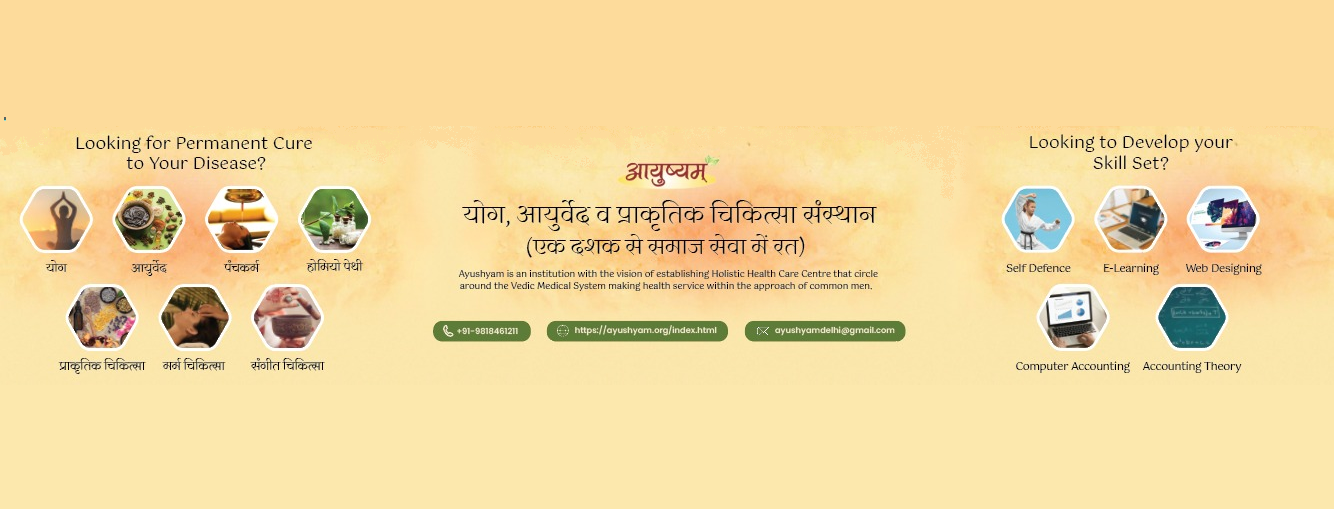 Looking for Permanent Cure
to Your Disease?
योग
आयुर्वेद
पंचकर्म
होमियो पेथी
प्राकृतिक चिकित्सा
मर्म चिकित्सा
संगीत चिकित्सा
आयुष्यम्
योग, आयुर्वेद व प्राकृतिक चिकित्सा संस्थान
(एक दशक से समाज सेवा में रत)
Ayushyam is an institution with the vision of establishing Holistic Health Care Centre that circle
around the Vedic Medical System making health service within the approach of common men.
+91-9818461211
https://ayushyam.org/index.html
ayushyamdelhi@gmail.com
Looking to Develop your
Skill Set?
Self Defence
E-Learning
Web Designing
Computer Accounting
Accounting Theory